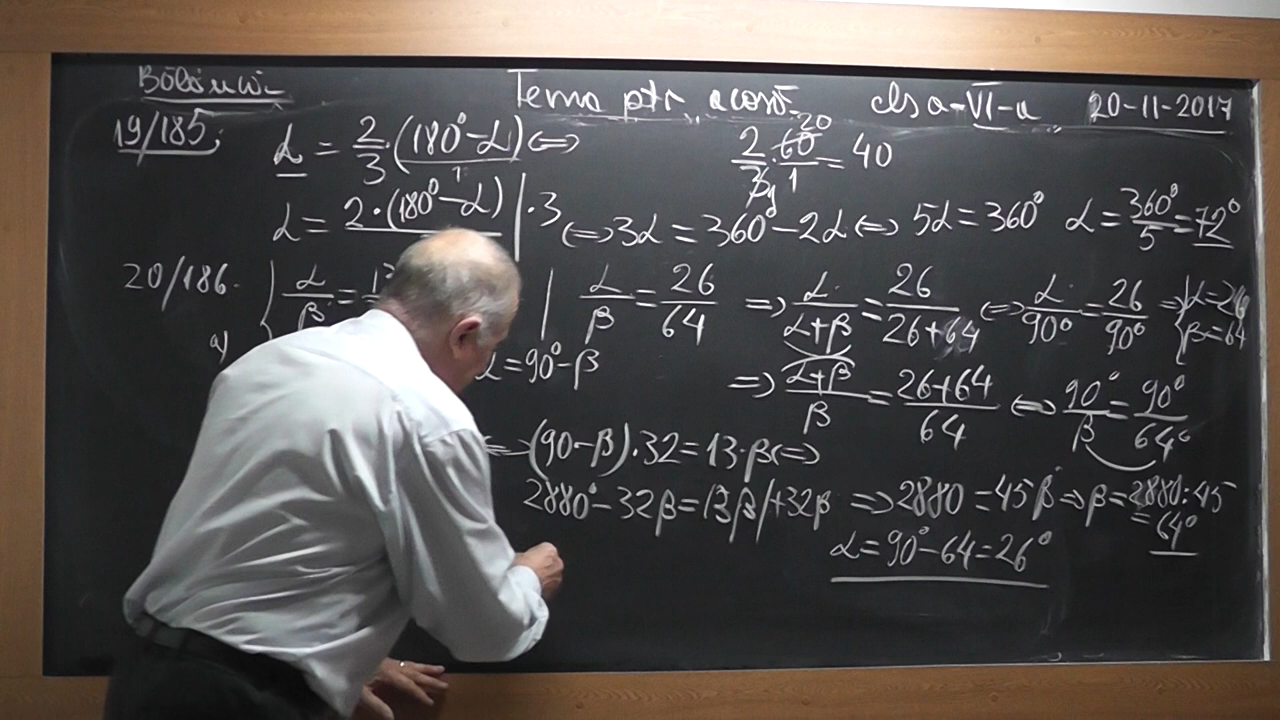 Tema ptr. acasă. cls a-VI-a 20-11-2017
19/185. α = 2/3 · (180° - α) ⇔ 2/3 · 60/1 = 40
20
α = 2·(180° - α) | ·3 ⇔ 3α = 360° - 2α ⇔ 5α = 360° α = 360°/5 = 72°
20/186. α/β = | α/β = 26/64 ⇒ α/(α+β) = 26/(26+64) ⇔ α/90° = 26/90° ⇒ { α=26 β=64
a) α = 90° - β ⇒ (α+β)/β = (26+64)/64 ⇔ 90°/β = 90°/64°
⇔ (90-β)·32 = 13·β ⇔
2880° - 32β = 13β /+32β ⇒ 2880 = 45β ⇒ β = 2880:45
= 64°
α = 90° - 64 = 26°